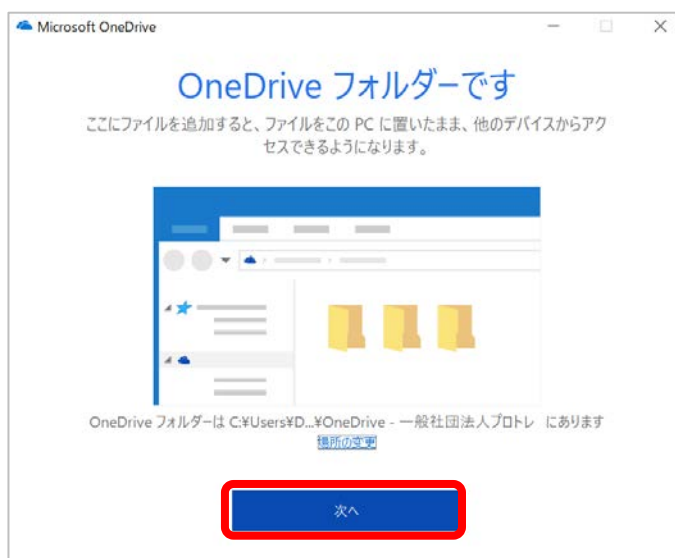 Microsoft OneDrive
OneDrive フォルダーです
ここにファイルを追加すると、ファイルをこの PC に置いたまま、他のデバイスからアク
セスできるようになります。
OneDrive フォルダーは C:¥Users¥D...¥OneDrive - 一般社団法人プロトレ にあります
場所の変更
次へ